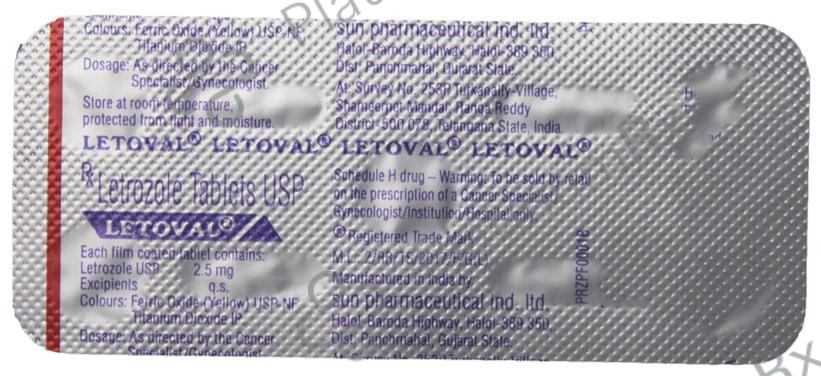 Colours: Ferric Oxide (Yellow) USP-NF
Titanium Dioxide IP
Dosage: As directed by the Cancer
Specialist/Gynecologist.
Store at room temperature,
protected from light and moisture.
sun pharmaceutical ind. ltd.
Halol-Baroda Highway, Halol-389 350,
Dist: Panchmahal, Gujarat State.
At: Survey No. 259/ Turkapally-Village,
Shameerpet Mandal, Ranga Reddy
District-500 078, Telangana State, India.
LETOVAL® LETOVAL® LETOVAL® LETOVAL®
Rx Letrozole Tablets USP
LETOVAL®
Each film coated tablet contains:
Letrozole USP 2.5 mg
Excipients q.s.
Colours: Ferric Oxide (Yellow) USP-NF
Titanium Dioxide IP
Dosage: As directed by the Cancer
Specialist/Gynecologist
Schedule H drug – Warning: To be sold by retail
on the prescription of a Cancer Specialist/
Gynecologist/Institution/Hospital only.
® Registered Trade Mark
Manufactured in India by:
sun pharmaceutical ind. ltd.
Halol-Baroda Highway, Halol-389 350,
Dist: Panchmahal, Gujarat State.